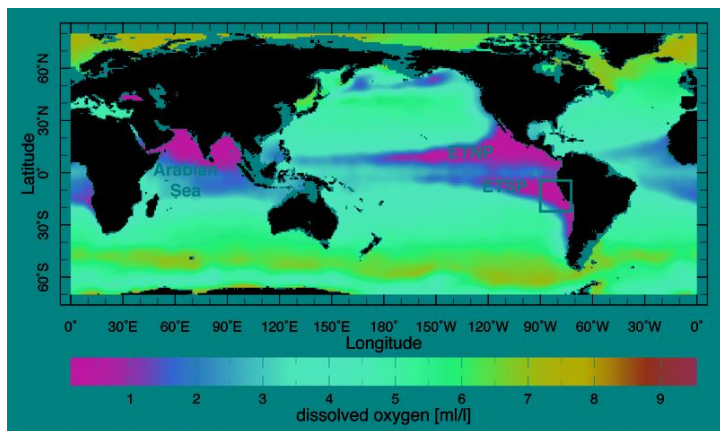 60˚N
30˚N
0˚
30˚S
60˚S
Latitude
Arabian
Sea
ETNP
ETSP
0˚ 30˚E 60˚E 90˚E 120˚E 150˚E 180˚ 150˚W 120˚W 90˚W 60˚W 30˚W 0˚
Longitude
1 2 3 4 5 6 7 8 9
dissolved oxygen [ml/l]